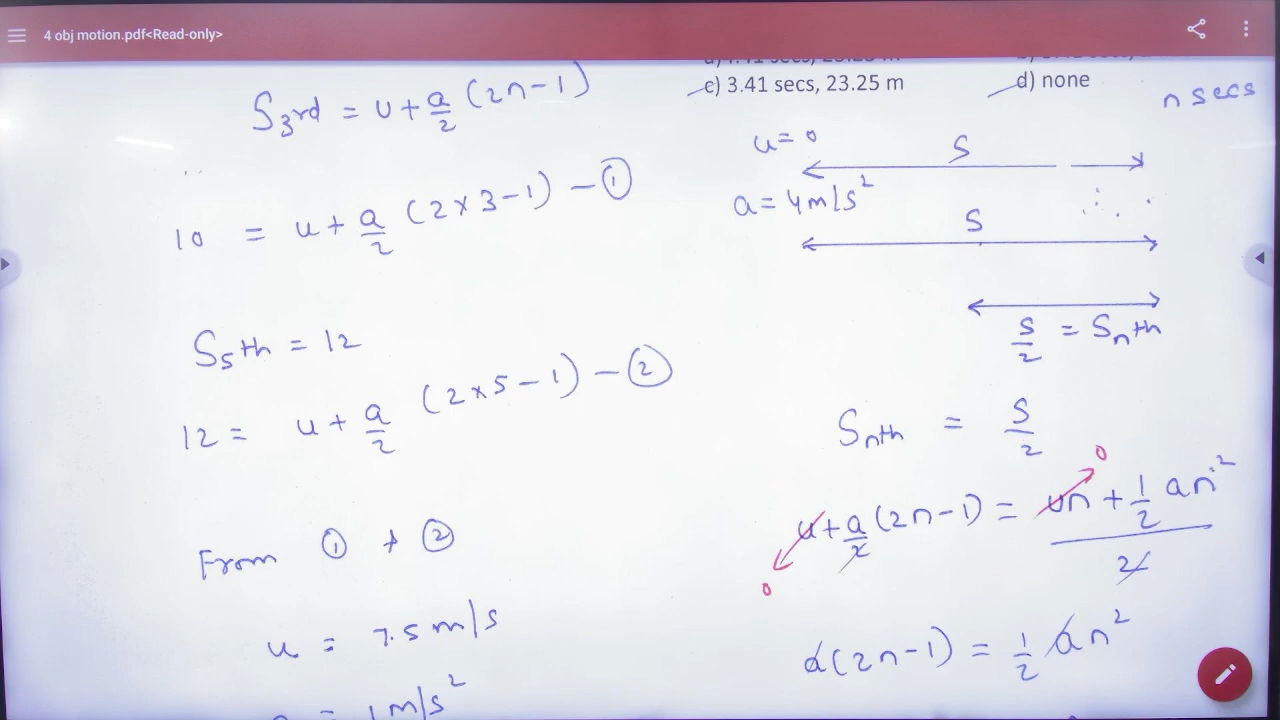 4 obj motion.pdf<Read-only>
c) 3.41 secs, 23.25 m
d) none
n secs
S3rd = u + a/2 (2n-1)
10 = u + a/2 (2×3-1) - ①
S5th = 12
12 = u + a/2 (2×5-1) - ②
From ① + ②
u = 7.5 m/s
1 m/s²
u = 0
S
a = 4m/s²
S
S/2 = Snth
Snth = S/2
0
u + a/2 (2n-1) = un + 1/2 an²
2
0
a(2n-1) = 1/2 an²